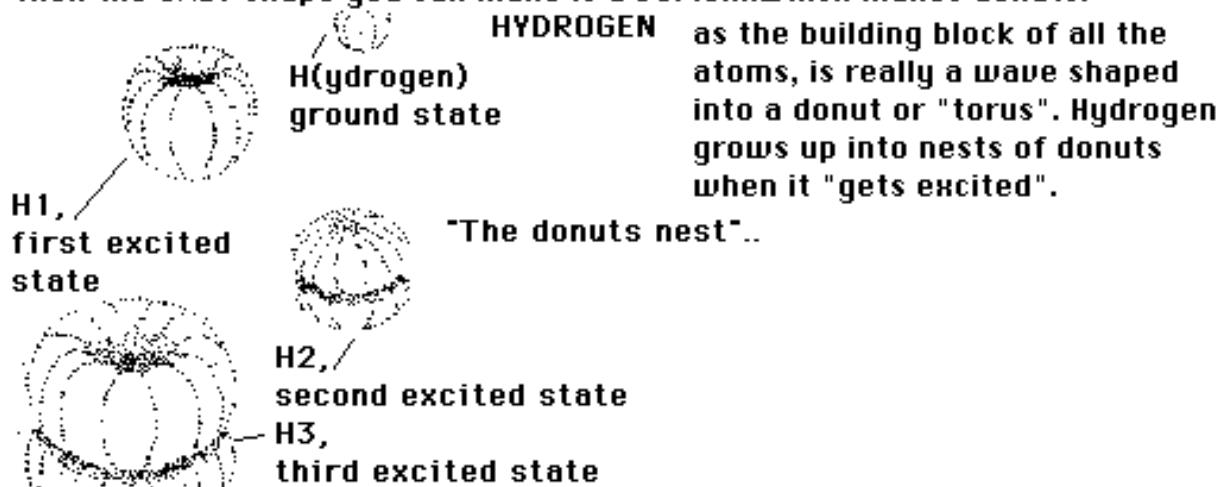 HYDROGEN
as the building block of all the
atoms, is really a wave shaped
into a donut or "torus". Hydrogen
grows up into nests of donuts
when it "gets excited".
H(ydrogen)
ground state
H1,
first excited
state
"The donuts nest"..
H2,
second excited state
H3,
third excited state